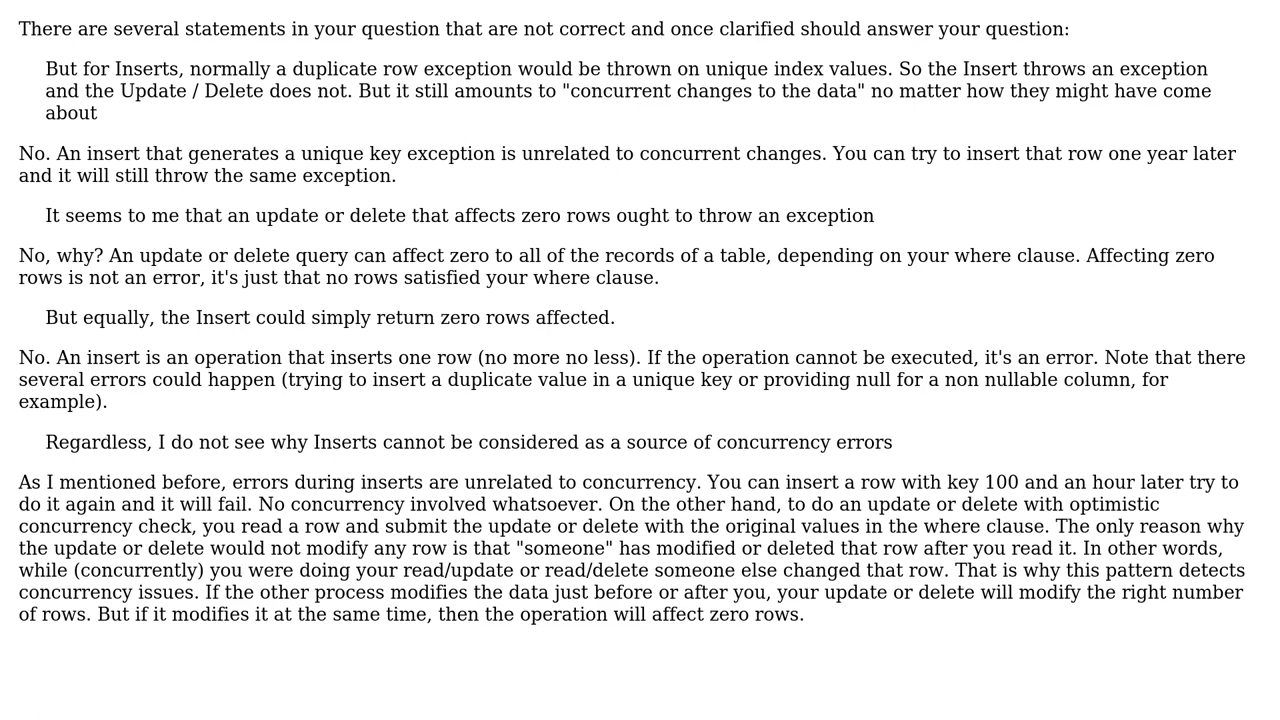 There are several statements in your question that are not correct and once clarified should answer your question:
But for Inserts, normally a duplicate row exception would be thrown on unique index values. So the Insert throws an exception
and the Update / Delete does not. But it still amounts to "concurrent changes to the data" no matter how they might have come
about
No. An insert that generates a unique key exception is unrelated to concurrent changes. You can try to insert that row one year later
and it will still throw the same exception.
It seems to me that an update or delete that affects zero rows ought to throw an exception
No, why? An update or delete query can affect zero to all of the records of a table, depending on your where clause. Affecting zero
rows is not an error, it's just that no rows satisfied your where clause.
But equally, the Insert could simply return zero rows affected.
No. An insert is an operation that inserts one row (no more no less). If the operation cannot be executed, it's an error. Note that there
several errors could happen (trying to insert a duplicate value in a unique key or providing null for a non nullable column, for
example).
Regardless, I do not see why Inserts cannot be considered as a source of concurrency errors
As I mentioned before, errors during inserts are unrelated to concurrency. You can insert a row with key 100 and an hour later try to
do it again and it will fail. No concurrency involved whatsoever. On the other hand, to do an update or delete with optimistic
concurrency check, you read a row and submit the update or delete with the original values in the where clause. The only reason why
the update or delete would not modify any row is that "someone" has modified or deleted that row after you read it. In other words,
while (concurrently) you were doing your read/update or read/delete someone else changed that row. That is why this pattern detects
concurrency issues. If the other process modifies the data just before or after you, your update or delete will modify the right number
of rows. But if it modifies it at the same time, then the operation will affect zero rows.